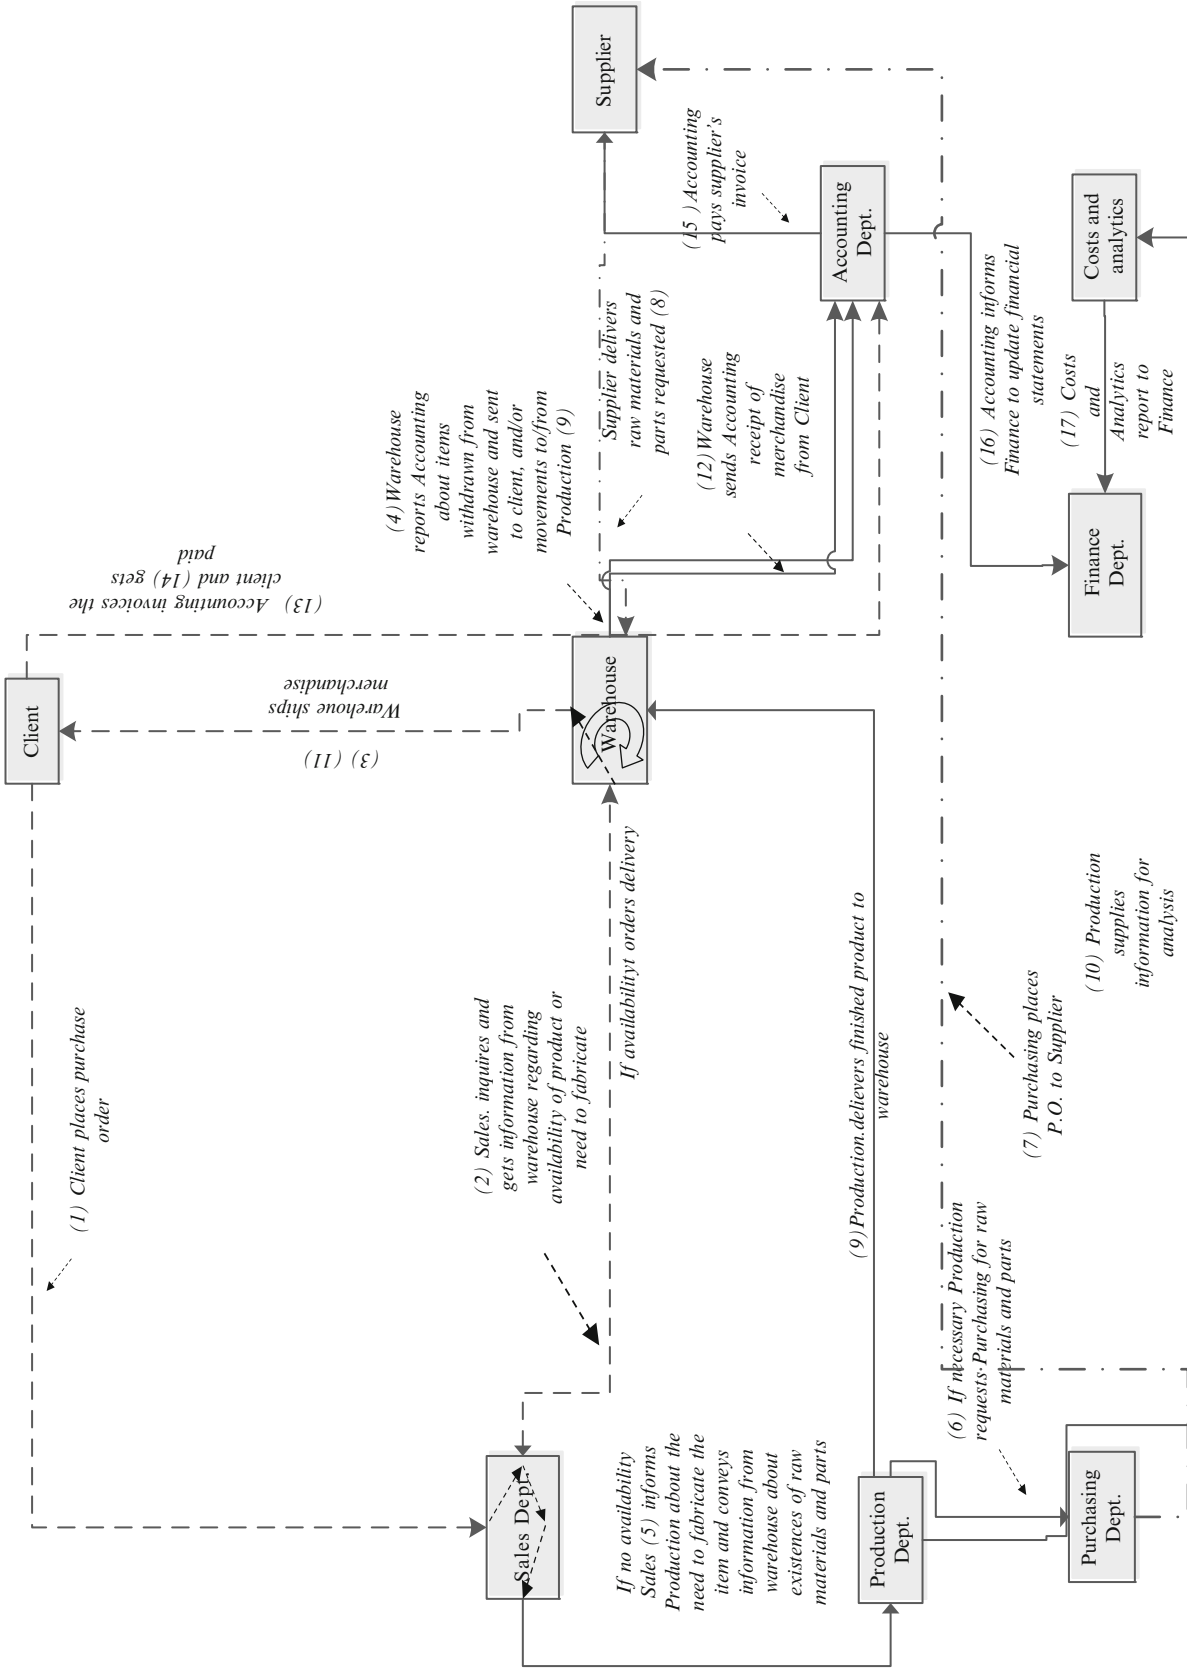 Client
(1) Client places purchase
order
(13) Accounting invoices the
client and (14) gets
paid
Warehoue ships
merchandise
(3) (11)
(4)Warehouse
reports Accounting
about items
withdrawn from
warehouse and sent
to client, and/or
movements to/from
Production (9)
(2) Sales. inquires and
gets information from
warehouse regarding
availability of product or
need to fabricate
Sales Dept.
If availabilityt orders delivery
Warehouse
Supplier
Supplier delivers
raw materials and
parts requested (8)
If no availability
Sales (5) informs
Production about the
need to fabricate the
item and conveys
information from
warehouse about
existences of raw
materials and parts
(12)Warehouse
sends Accounting
receipt of
merchandise
from Client
(15 ) Accounting
pays supplier's
invoice
Accounting
Dept.
(9)Production.delievers finished product to
warehouse
Production
Dept.
(6) If necessary Production
requests Purchasing for raw
materials and parts
(7) Purchasing places
P.O. to Supplier
(16) Accounting informs
Finance to update financial
statements
(17) Costs
and
Analytics
report to
Finance
Costs and
analytics
Finance
Dept.
(10) Production
supplies
information for
analysis
Purchasing
Dept.